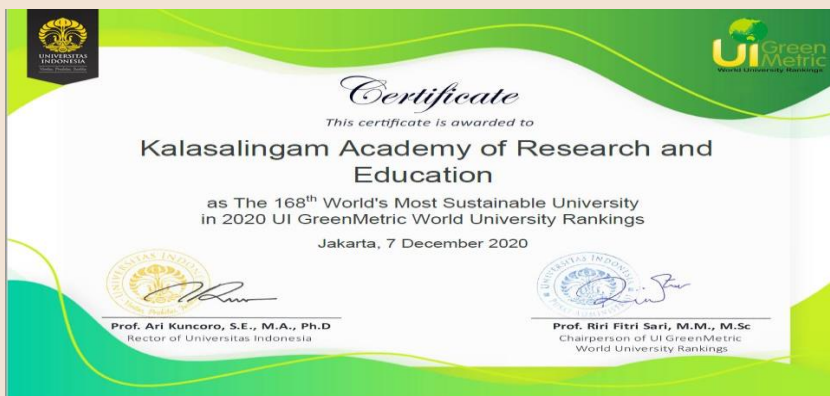 UNIVERSITAS
INDONESIA
UI Green
Metric
World University Rankings
Certificate
This certificate is awarded to
Kalasalingam Academy of Research and
Education
as The 168th World's Most Sustainable University
in 2020 UI GreenMetric World University Rankings
Jakarta, 7 December 2020
Prof. Ari Kuncoro, S.E., M.A., Ph.D
Rector of Universitas Indonesia
Prof. Riri Fitri Sari, M.M., M.Sc
Chairperson of UI GreenMetric
World University Rankings